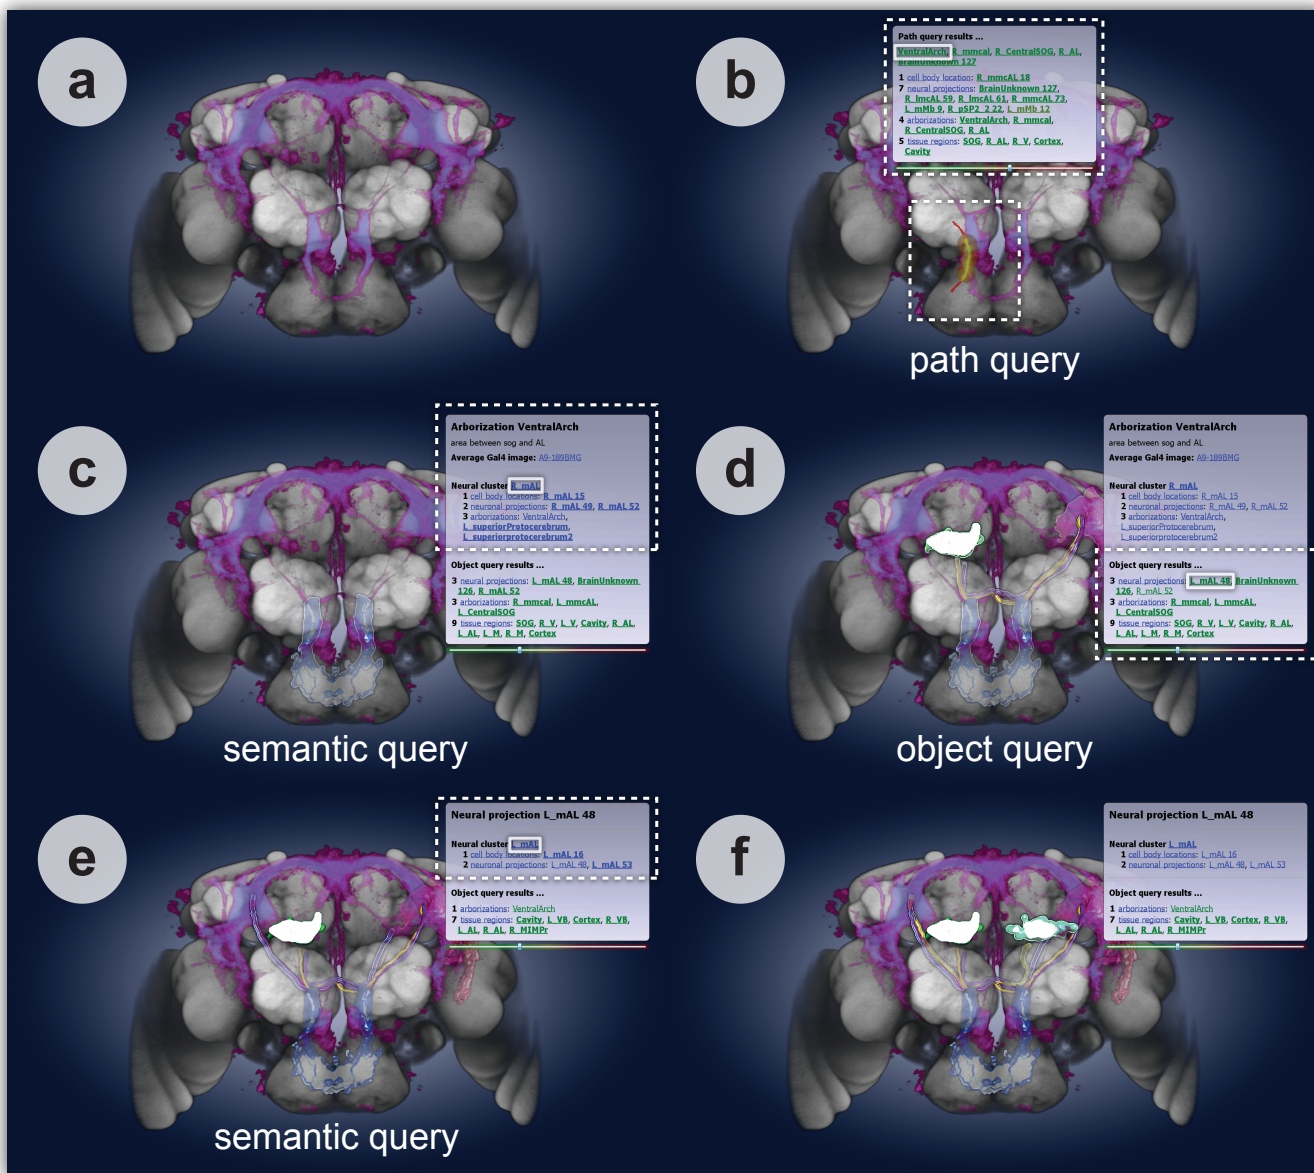 a
b
Path query results ...
VentralArch, R_mmcal, R_CentralSOG, R_AL,
BrainUnknown 127
1 cell body location: R_mmcAL 18
7 neural projections: BrainUnknown 127,
R_lmcAL 59, R_lmcAL 61, R_mmcAL 73,
L_mMb 9, R_pSP2_2 22, L_mMb 12
4 arborizations: VentralArch, R_mmcal,
R_CentralSOG, R_AL
5 tissue regions: SOG, R_AL, R_V, Cortex,
Cavity
path query
c
Arborization VentralArch
area between sog and AL
Average Gal4 image: A9-189BMG
Neural cluster R_mAL
1 cell body locations: R_mAL 15
2 neuronal projections: R_mAL 49, R_mAL 52
3 arborizations: VentralArch,
L_superiorProtocerebrum,
L_superiorprotocerebrum2
Object query results ...
3 neural projections: L_mAL 48, BrainUnknown
126, R_mAL 52
3 arborizations: R_mmcal, L_mmcAL,
L_CentralSOG
9 tissue regions: SOG, R_V, L_V, Cavity, R_AL,
L_AL, L_M, R_M, Cortex
semantic query
d
Arborization VentralArch
area between sog and AL
Average Gal4 image: A9-189BMG
Neural cluster R_mAL
1 cell body locations: R_mAL 15
2 neuronal projections: R_mAL 49, R_mAL 52
3 arborizations: VentralArch,
L_superiorProtocerebrum,
L_superiorprotocerebrum2
Object query results ...
3 neural projections: L_mAL 48, BrainUnknown
126, R_mAL 52
3 arborizations: R_mmcal, L_mmcAL,
L_CentralSOG
9 tissue regions: SOG, R_V, L_V, Cavity, R_AL,
L_AL, L_M, R_M, Cortex
object query
e
Neural projection L_mAL 48
Neural cluster L_mAL
1 cell body locations: L_mAL 16
2 neuronal projections: L_mAL 48, L_mAL 53
Object query results ...
1 arborizations: VentralArch
7 tissue regions: Cavity, L_VB, Cortex, R_VB,
L_AL, R_AL, R_MIMPr
semantic query
f
Neural projection L_mAL 48
Neural cluster L_mAL
1 cell body locations: L_mAL 16
2 neuronal projections: L_mAL 48, L_mAL 53
Object query results ...
1 arborizations: VentralArch
7 tissue regions: Cavity, L_VB, Cortex, R_VB,
L_AL, R_AL, R_MIMPr